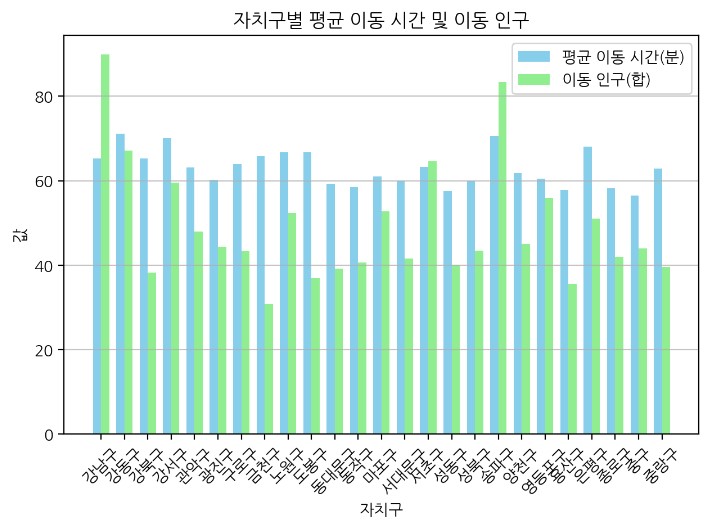 자치구별 평균 이동 시간 및 이동 인구
평균 이동 시간(분)
이동 인구(합)
값
80
60
40
20
0
강남구
강동구
강북구
강서구
관악구
광진구
구로구
금천구
노원구
도봉구
동대문구
동작구
마포구
서대문구
서초구
성동구
성북구
송파구
양천구
영등포구
용산구
은평구
종로구
중구
중랑구
자치구